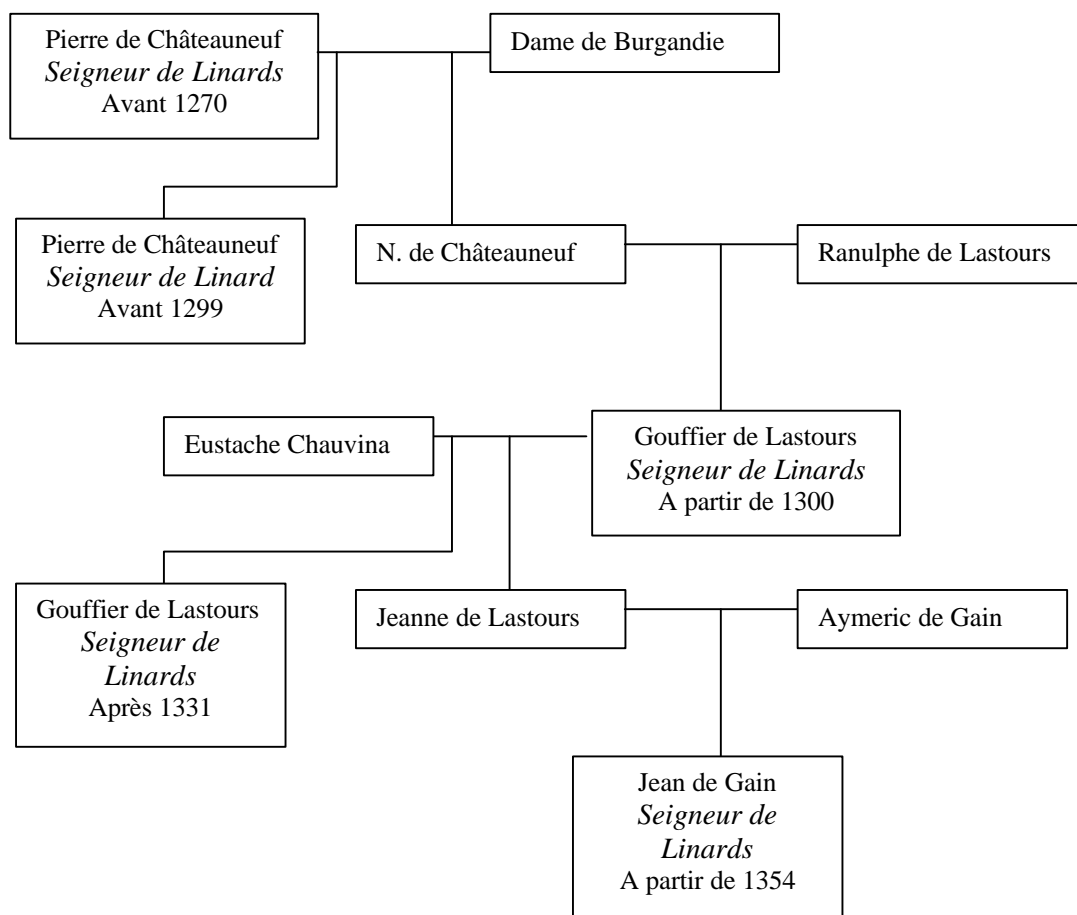 Pierre de Châteauneuf
Seigneur de Linards
Avant 1270
Dame de Burgandie
Pierre de Châteauneuf
Seigneur de Linard
Avant 1299
N. de Châteauneuf
Ranulphe de Lastours
Eustache Chauvina
Gouffier de Lastours
Seigneur de Linards
A partir de 1300
Gouffier de Lastours
Seigneur de
Linards
Après 1331
Jeanne de Lastours
Aymeric de Gain
Jean de Gain
Seigneur de
Linards
A partir de 1354